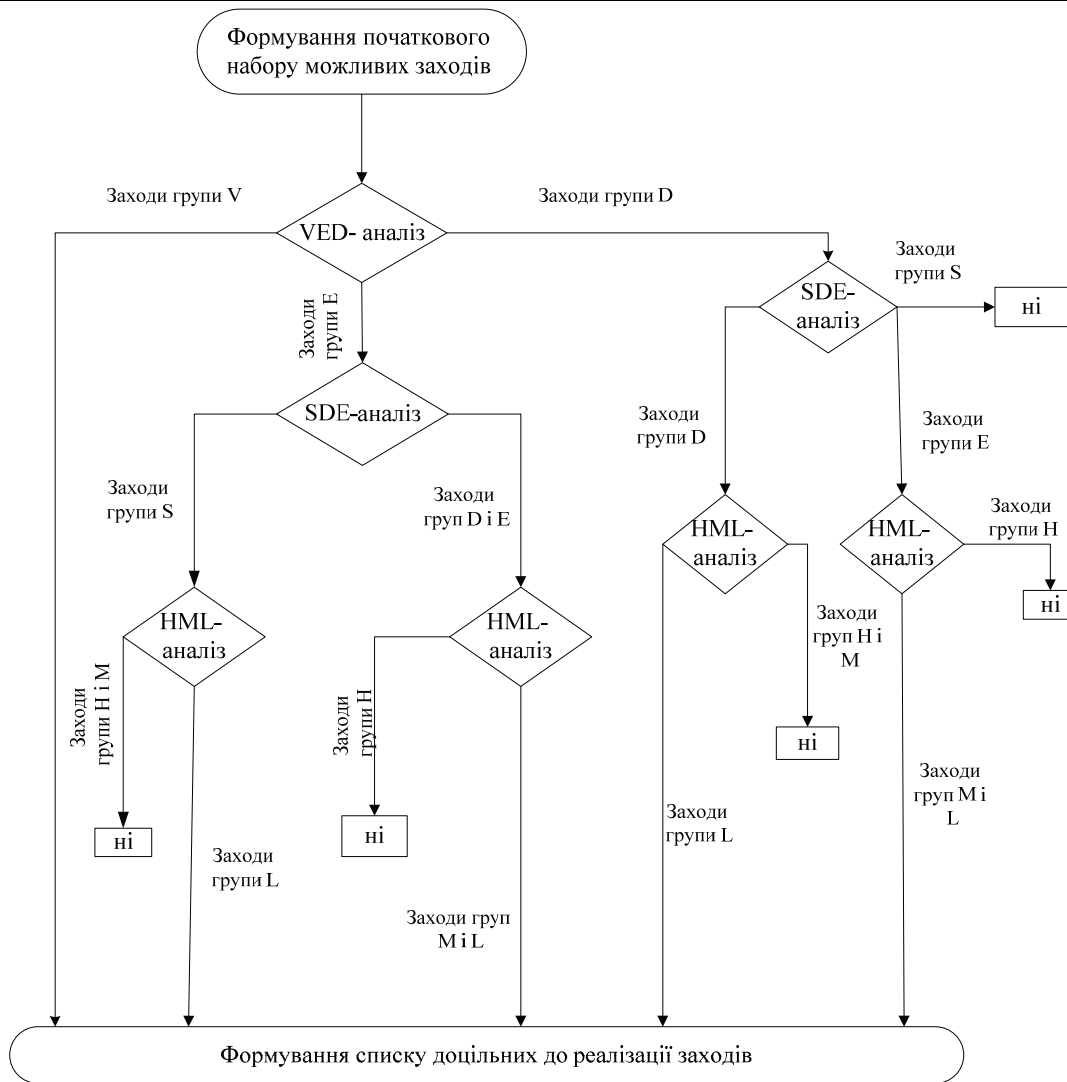 Формування початкового
набору можливих заходів
Заходи групи V
Заходи групи D
VED- аналіз
Заходи
групи S
SDE-
аналіз
ні
Заходи
групи E
SDE-аналіз
Заходи
групи D
Заходи
групи E
Заходи
групи S
Заходи
груп D і E
HML-
аналіз
HML-
аналіз
Заходи
групи H
ні
HML-
аналіз
HML-
аналіз
Заходи
груп H і
M
Заходи
групи H і M
Заходи
групи H
ні
Заходи
груп M і
L
Заходи
групи L
ні
ні
Заходи
групи L
Заходи груп
M і L
Формування списку доцільних до реалізації заходів